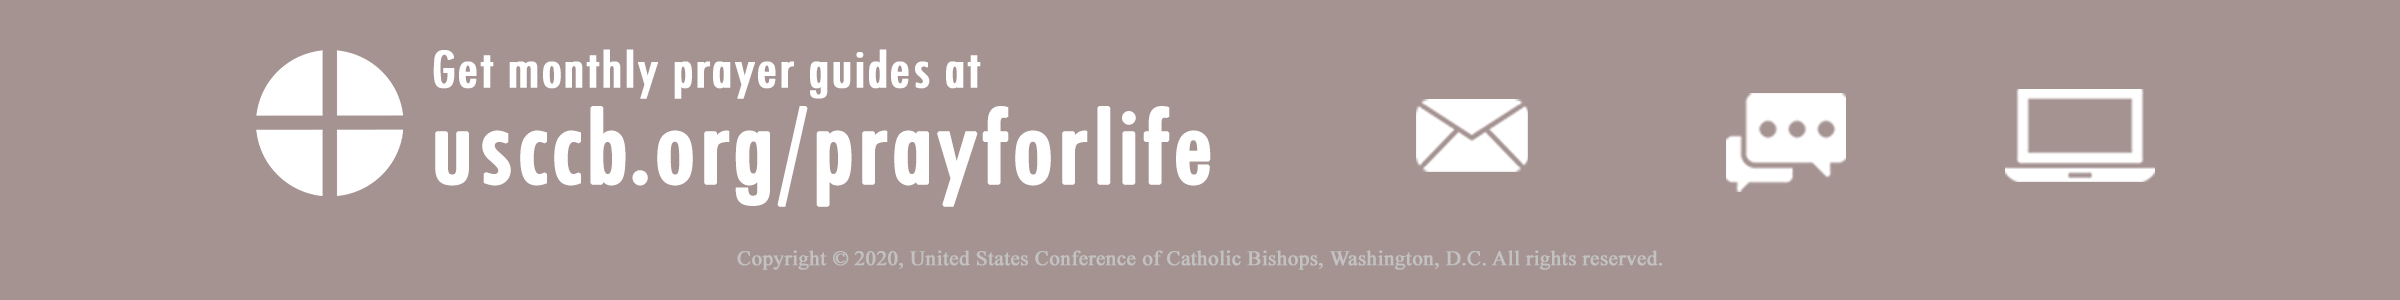 Get monthly prayer guides at
usccb.org/prayforlife
Copyright © 2020, United States Conference of Catholic Bishops, Washington, D.C. All rights reserved.